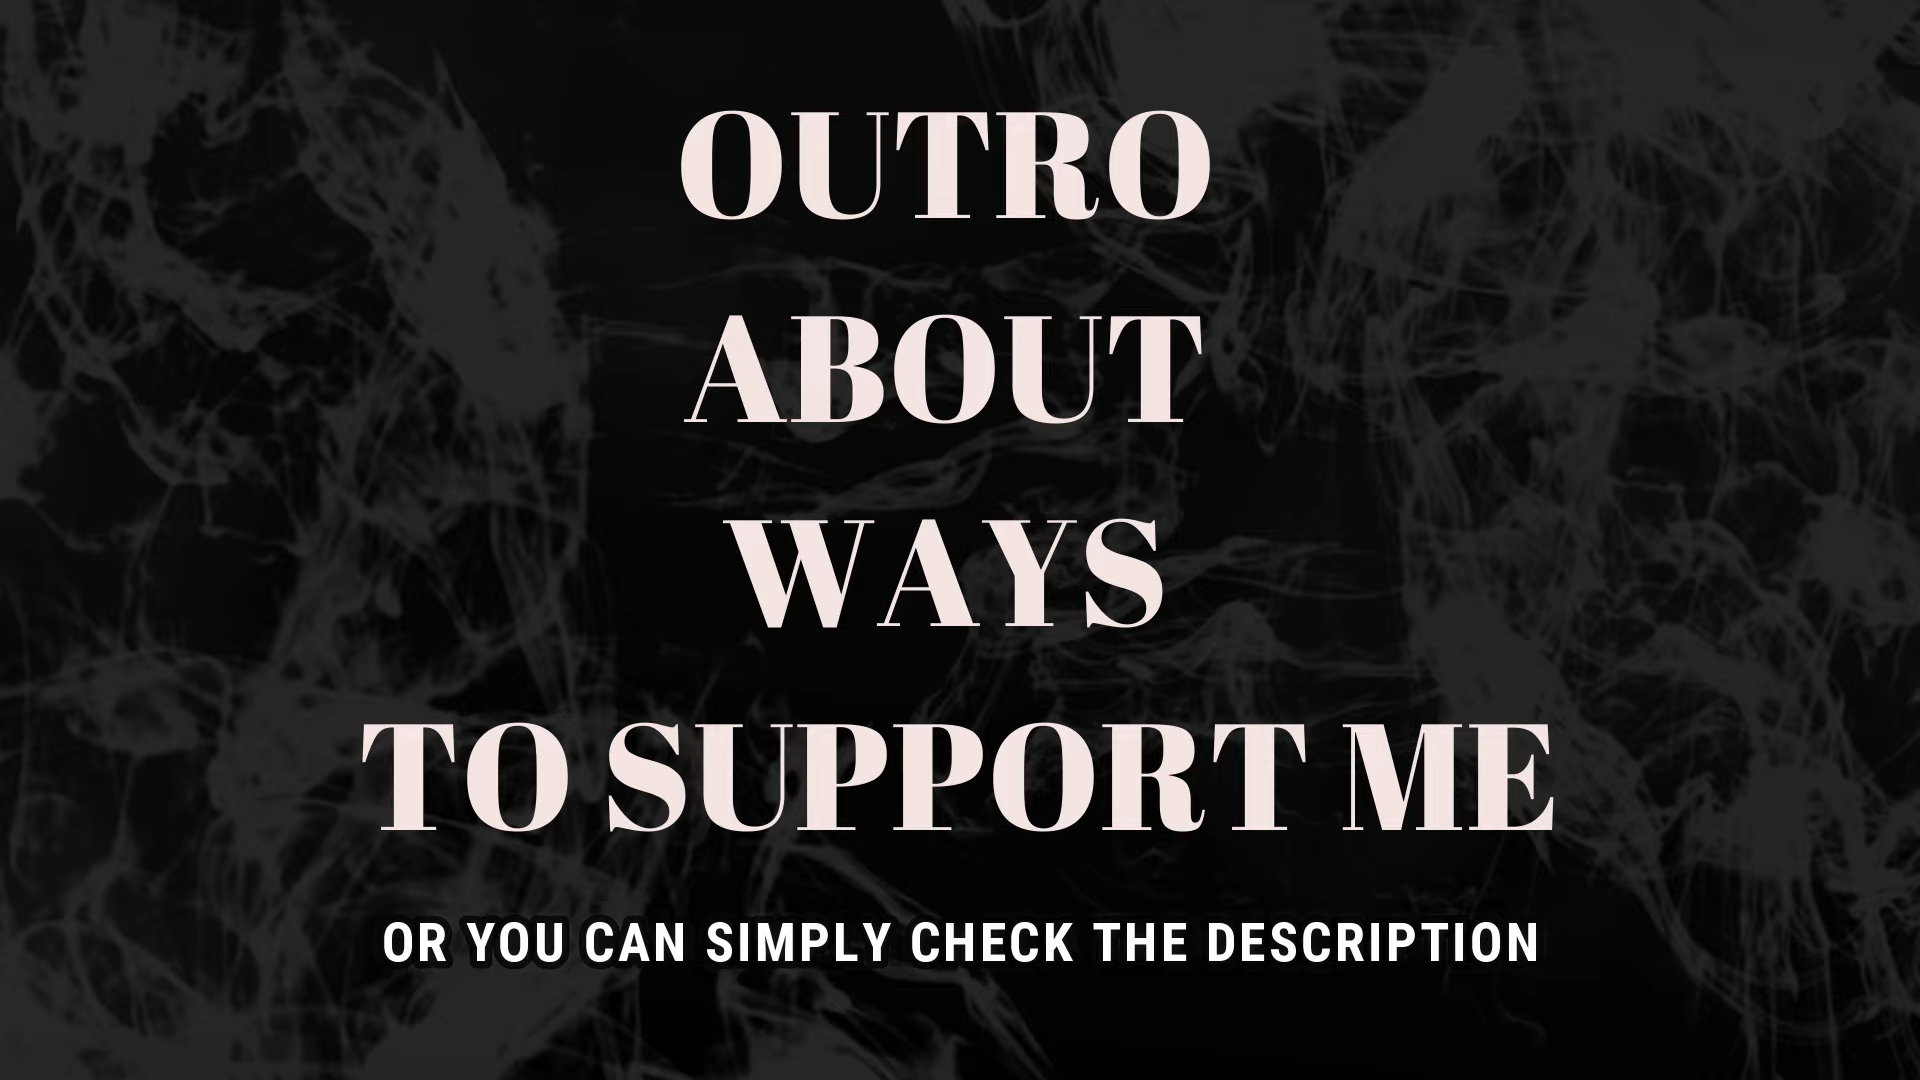 OUTRO
ABOUT
WAYS
TO SUPPORT ME
OR YOU CAN SIMPLY CHECK THE DESCRIPTION